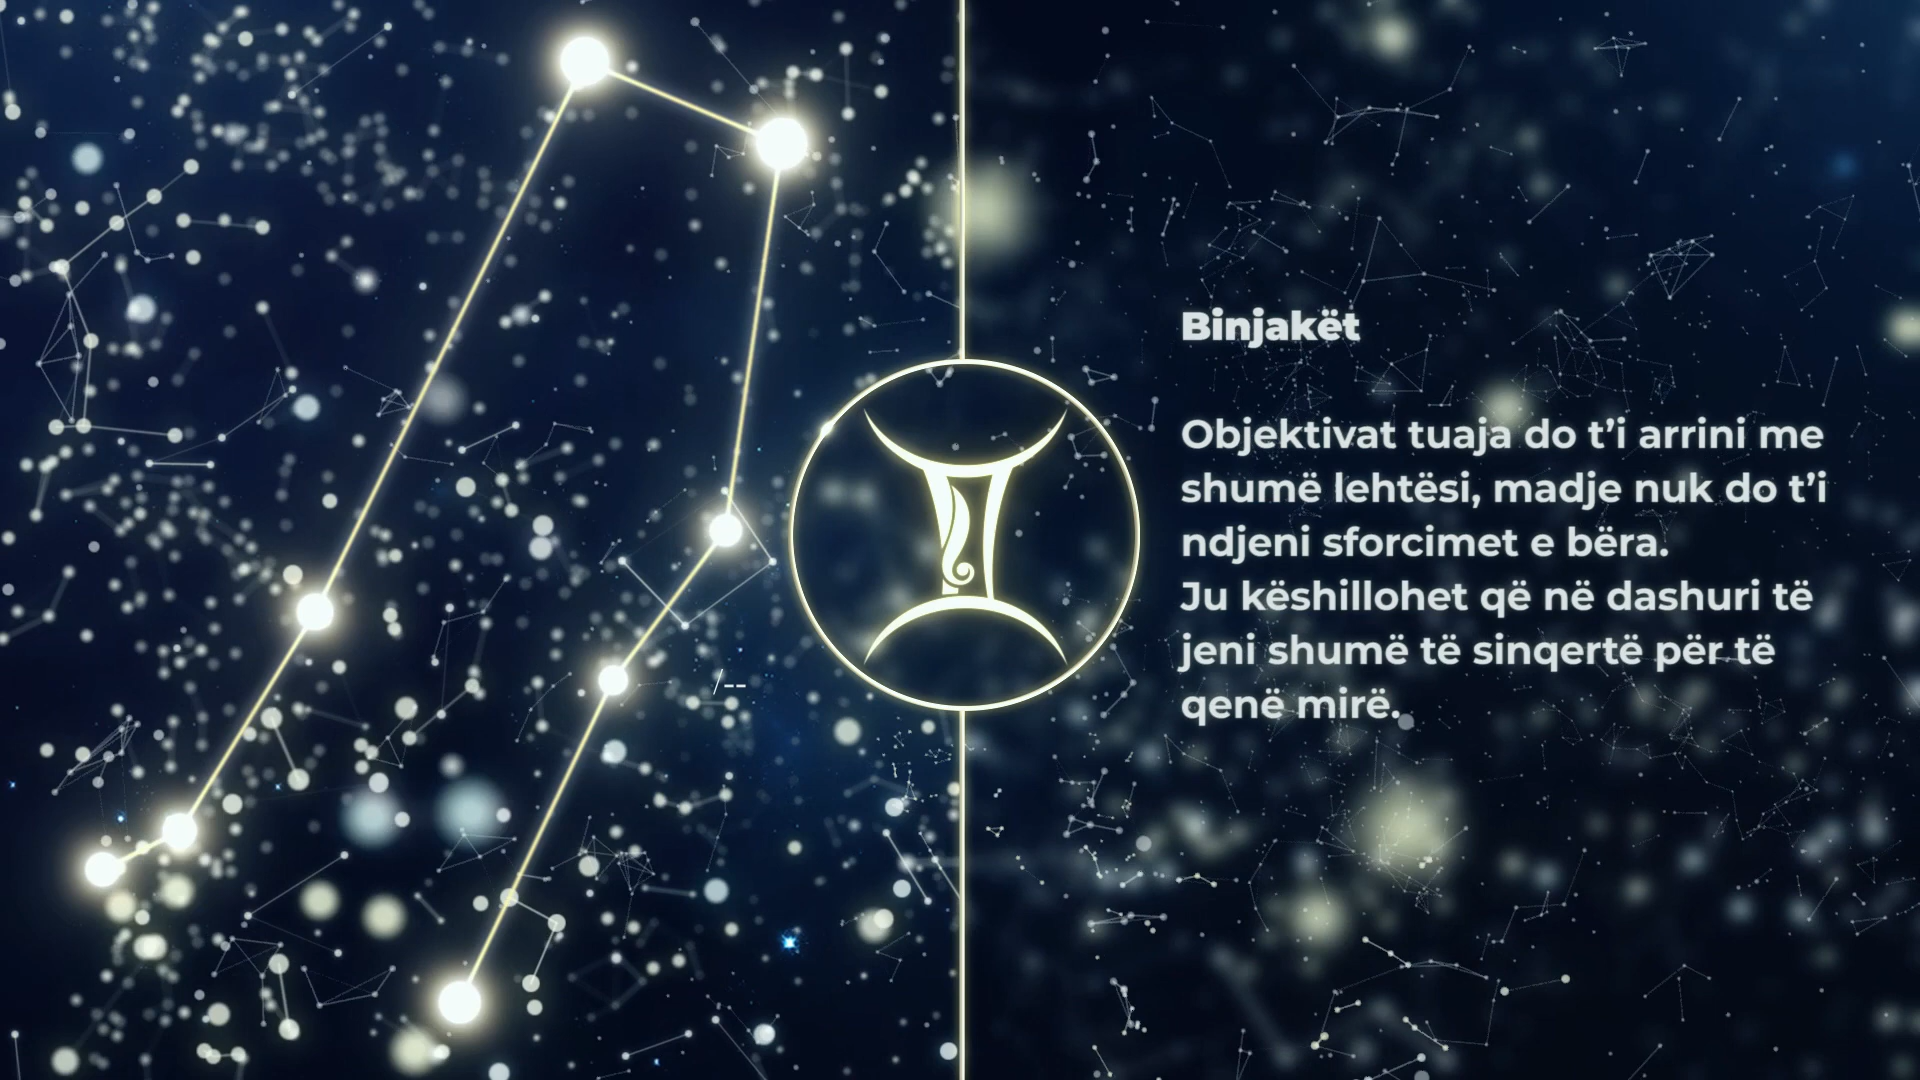 Binjakët
Objektivat tuaja do t’i arrini me
shumë lehtësi, madje nuk do t’i
ndjeni sforcimet e bëra.
Ju këshillohet që në dashuri të
jeni shumë të sinqertë për të
qenë mirë.
/--